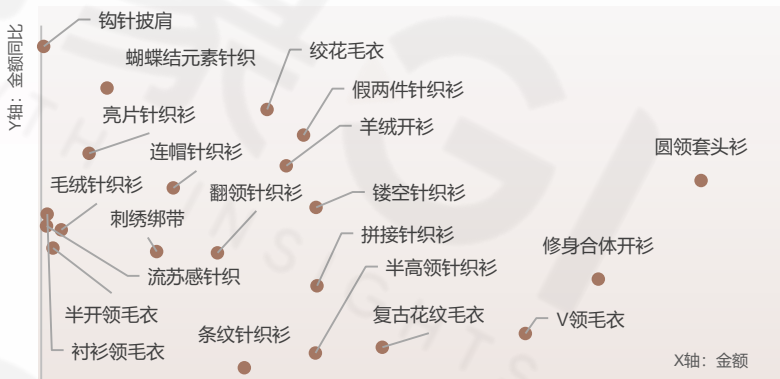 钩针披肩
蝴蝶结元素针织
绞花毛衣
假两件针织衫
亮片针织衫
羊绒开衫
连帽针织衫
圆领套头衫
毛绒针织衫
翻领针织衫
镂空针织衫
刺绣绑带
拼接针织衫
修身合体开衫
流苏感针织
半高领针织衫
半开领毛衣
复古花纹毛衣
V领毛衣
条纹针织衫
衬衫领毛衣
Y轴：金额同比
X轴：金额
THE INSIGHTS